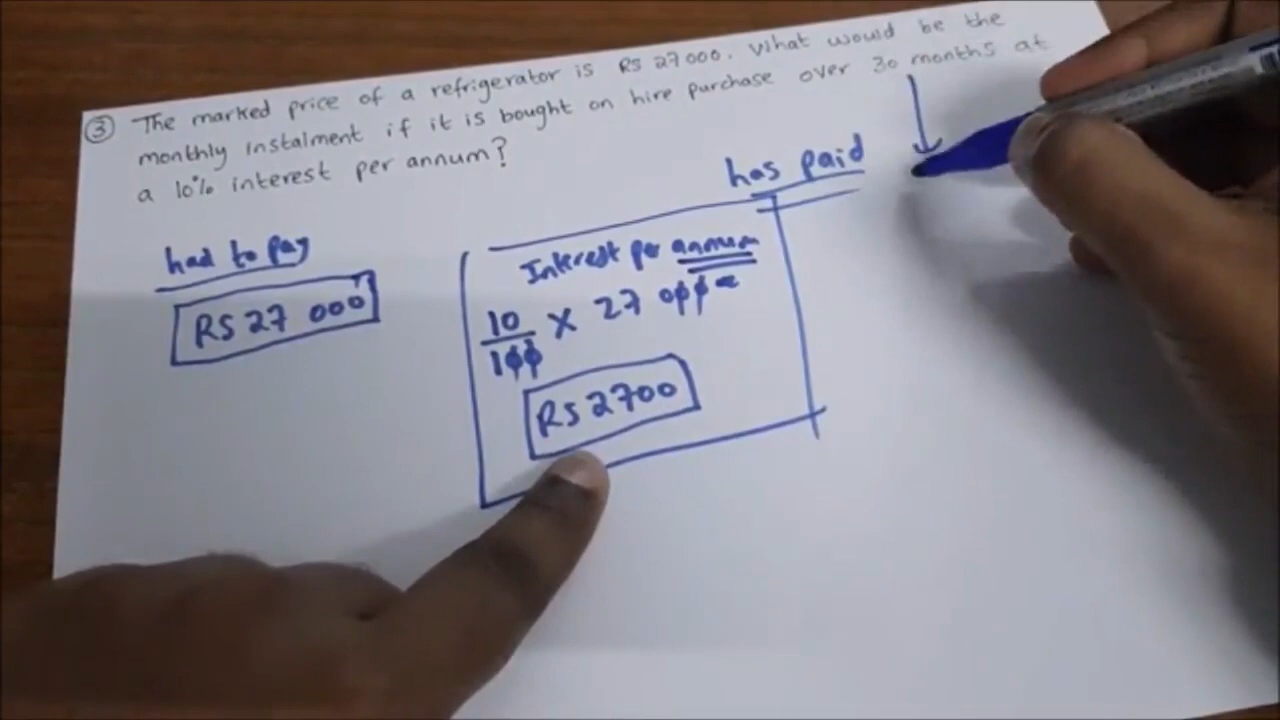 ③ The marked price of a refrigerator is RS 27000. What would be the
monthly instalment if it is bought on hire purchase over 30 months at
a 10% interest per annum?
had to pay
RS 27 000
Interest per annum
10
100
X 27 000
RS 2700
has paid